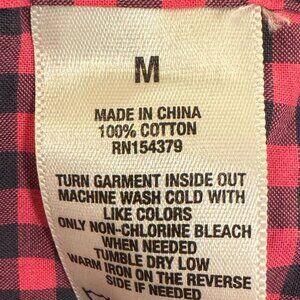 M
MADE IN CHINA
100% COTTON
RN154379
TURN GARMENT INSIDE OUT
MACHINE WASH COLD WITH
LIKE COLORS
ONLY NON-CHLORINE BLEACH
WHEN NEEDED
TUMBLE DRY LOW
WARM IRON ON THE REVERSE
SIDE IF NEEDED